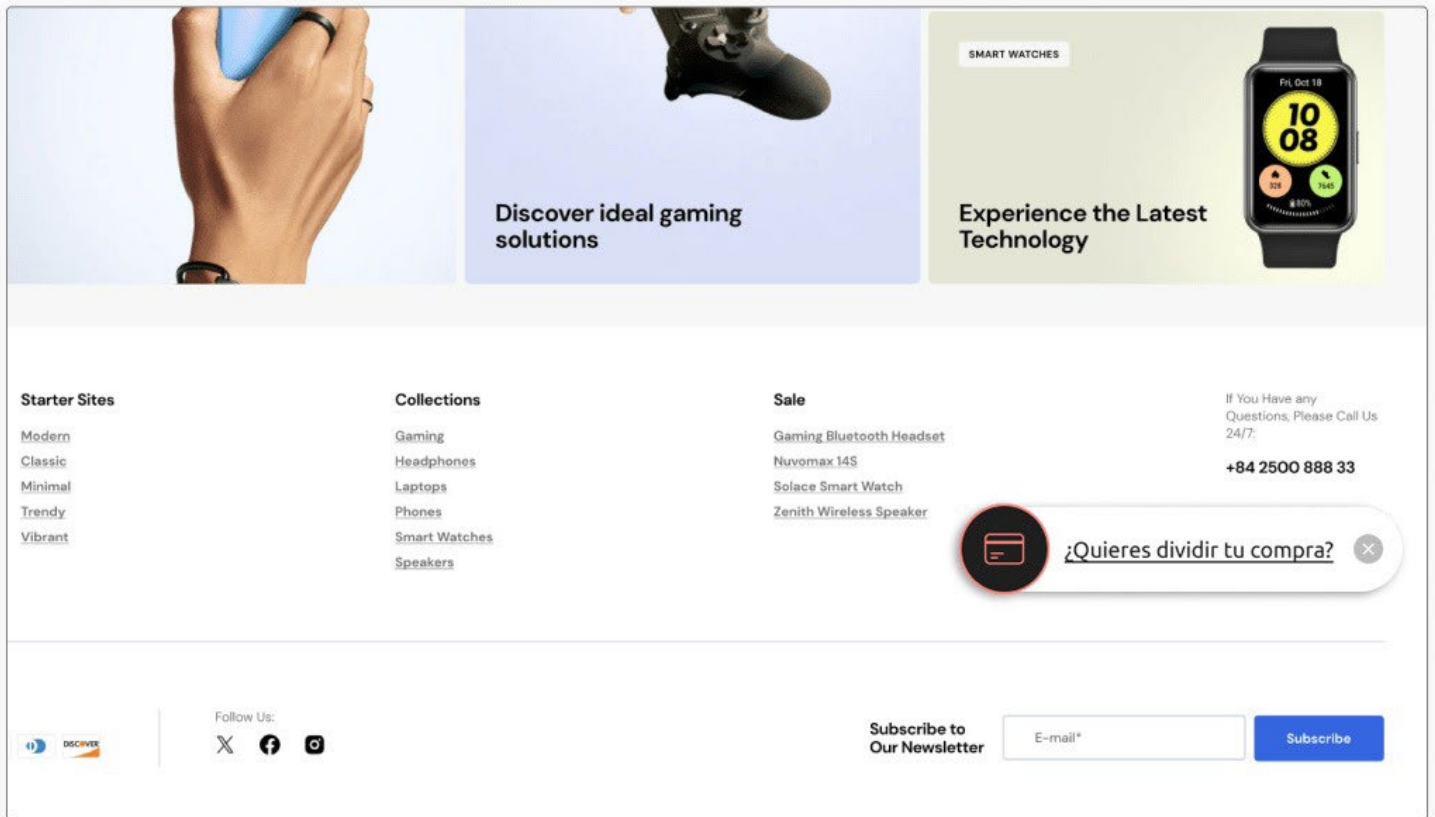 SMART WATCHES
Fri, Oct 18
10
08
328
7645
80%
Discover ideal gaming
solutions
Experience the Latest
Technology
Starter Sites
Modern
Classic
Minimal
Trendy
Vibrant
Collections
Gaming
Headphones
Laptops
Phones
Smart Watches
Speakers
Sale
Gaming Bluetooth Headset
Nuvomax 14S
Solace Smart Watch
Zenith Wireless Speaker
If You Have any
Questions, Please Call Us
24/7:
+84 2500 888 33
¿Quieres dividir tu compra?
DISCOVER
Follow Us:
Subscribe to
Our Newsletter
E-mail*
Subscribe